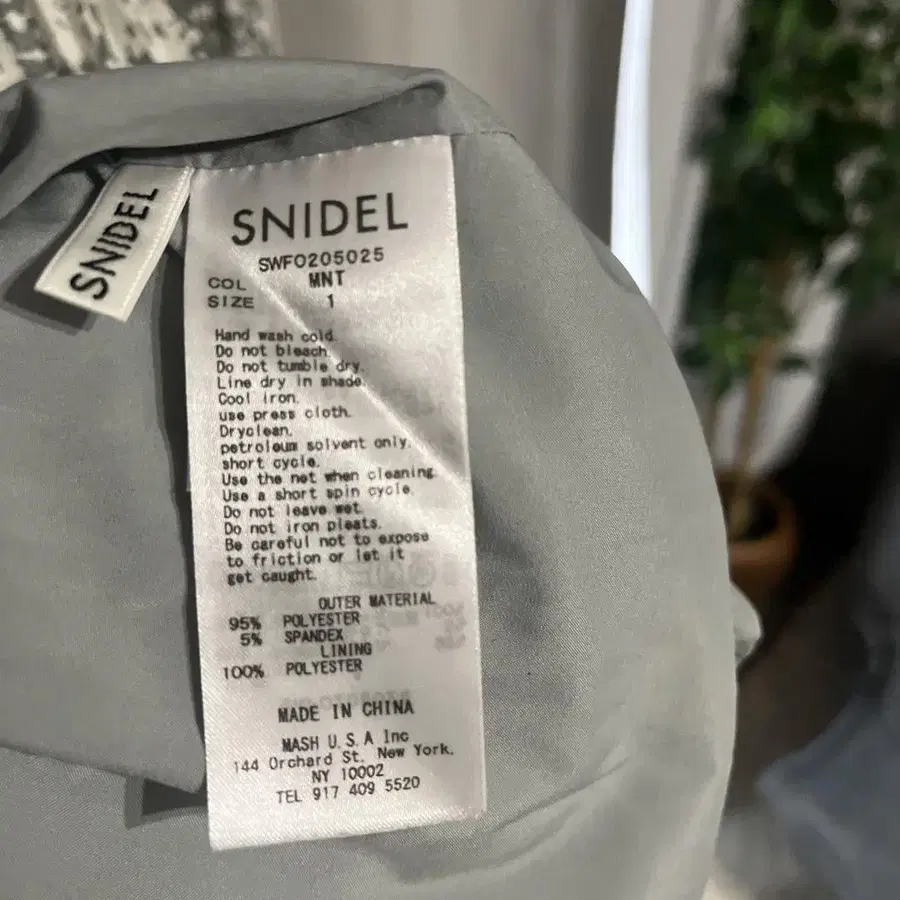 SNIDEL
SNIDEL
SWFO205025
COL MNT
SIZE 1
Hand wash cold.
Do not bleach.
Do not tumble dry.
Line dry in shade.
Cool iron.
use press cloth.
Dryclean.
petroleum solvent only.
short cycle.
Use the net when cleaning.
Use a short spin cycle.
Do not leave wet.
Do not iron pleats.
Be careful not to expose
to friction or let it
get caught.
OUTER MATERIAL
95% POLYESTER
5% SPANDEX
LINING
100% POLYESTER
MADE IN CHINA
MASH U.S.A Inc
144 Orchard St. New York.
NY 10002
TEL 917 409 5520